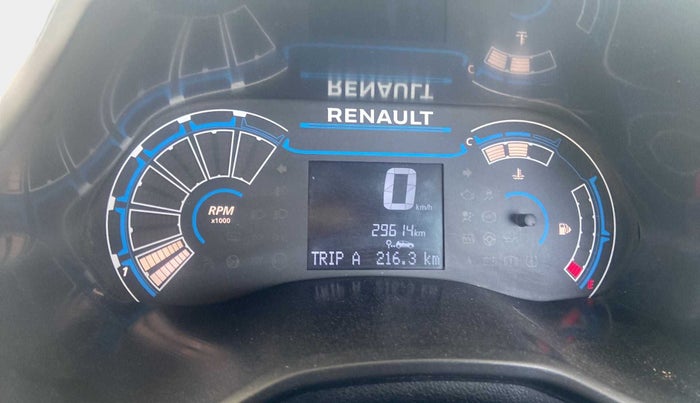 RENAULT
RENAULT
C
C
0 km/h
29614km
TRIP A 216.3 km
RPM
x1000
1
E